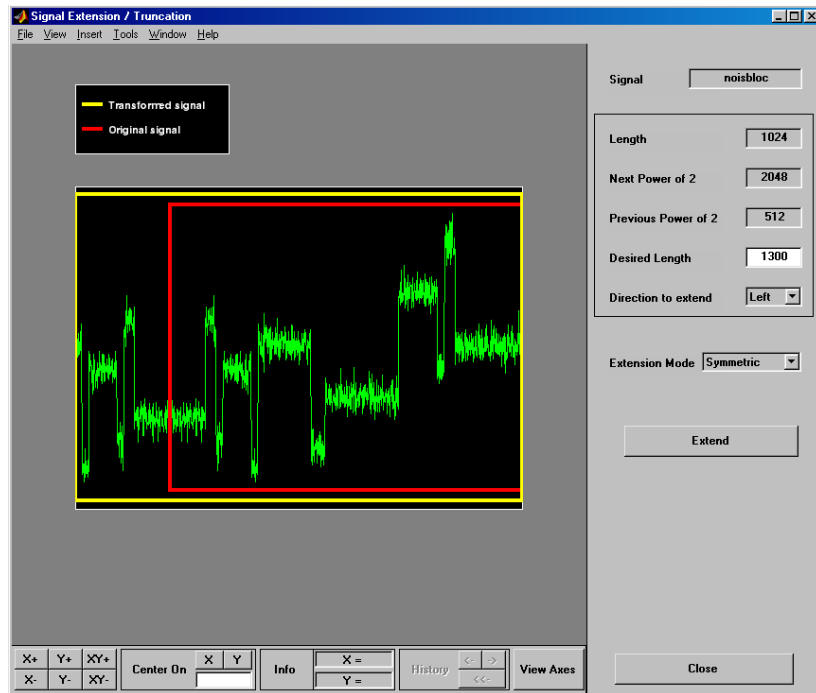 Signal Extension / Truncation
File View Insert Tools Window Help
Transformed signal
Original signal
Signal noisbloc
Length 1024
Next Power of 2 2048
Previous Power of 2 512
Desired Length 1300
Direction to extend Left
Extension Mode Symmetric
Extend
X+ Y+ XY+
X- Y- XY-
Center On X Y
Info X =
Y =
History <- ->
<<-
View Axes
Close